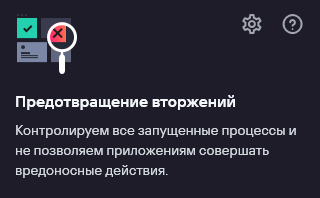 Предотвращение вторжений
Контролируем все запущенные процессы и
не позволяем приложениям совершать
вредоносные действия.